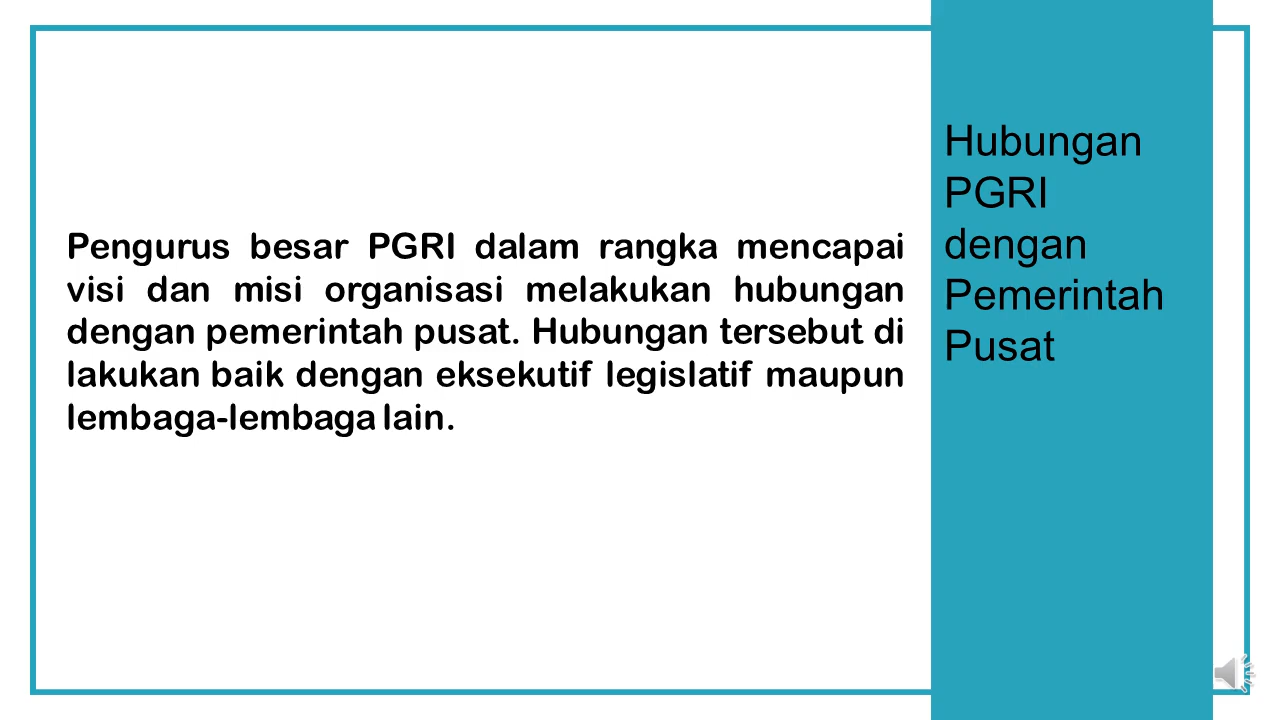 Pengurus besar PGRI dalam rangka mencapai
visi dan misi organisasi melakukan hubungan
dengan pemerintah pusat. Hubungan tersebut di
lakukan baik dengan eksekutif legislatif maupun
lembaga-lembaga lain.
Hubungan
PGRI
dengan
Pemerintah
Pusat